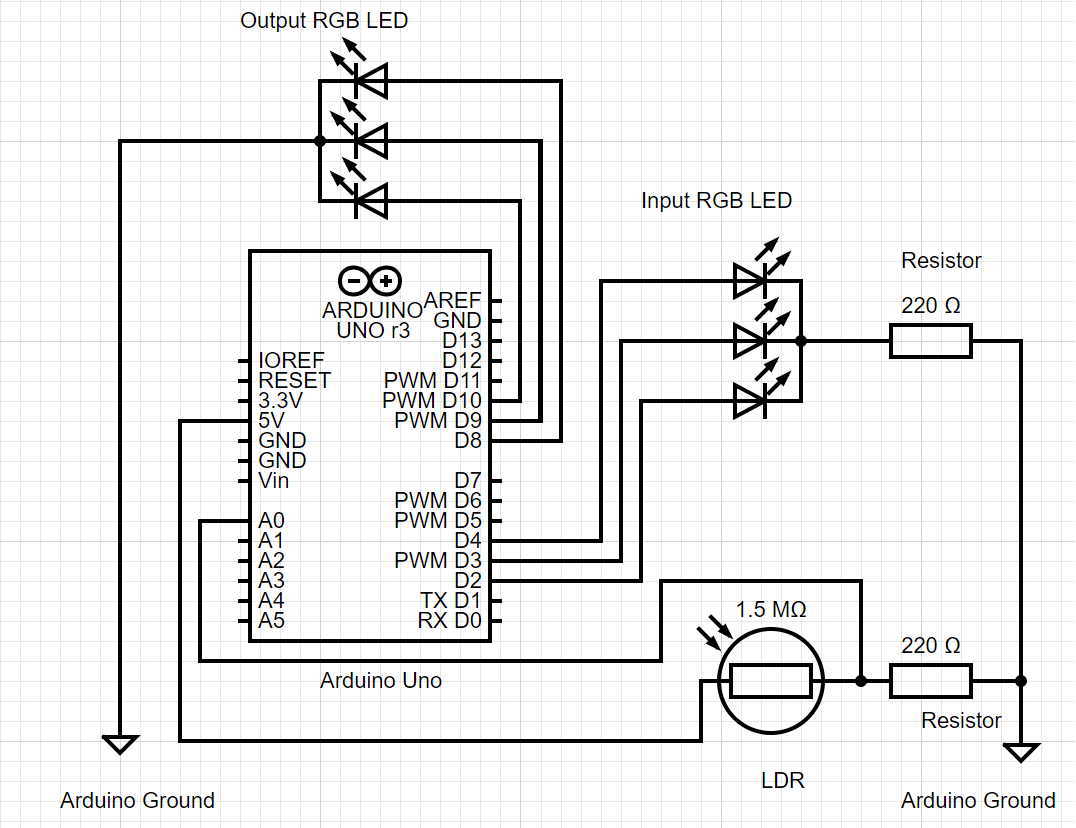 Output RGB LED
Input RGB LED
Resistor
220 Ω
ARDUINO
UNO r3
AREF
GND
D13
D12
PWM D11
PWM D10
PWM D9
D8
D7
PWM D6
PWM D5
D4
PWM D3
D2
TX D1
RX D0
IOREF
RESET
3.3V
5V
GND
GND
Vin
A0
A1
A2
A3
A4
A5
Arduino Uno
1.5 MΩ
LDR
220 Ω
Resistor
Arduino Ground
Arduino Ground